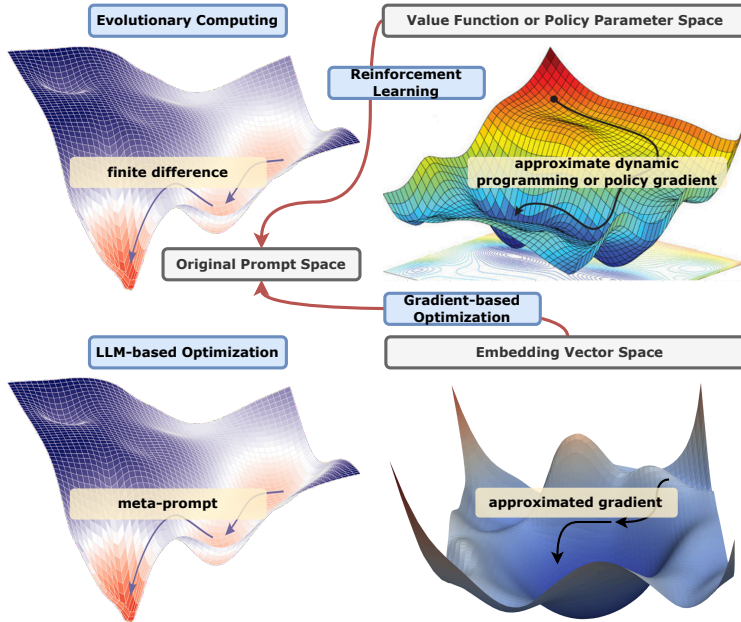 Evolutionary Computing
Value Function or Policy Parameter Space
Reinforcement
Learning
finite difference
approximate dynamic
programming or policy gradient
Original Prompt Space
Gradient-based
Optimization
LLM-based Optimization
Embedding Vector Space
meta-prompt
approximated gradient